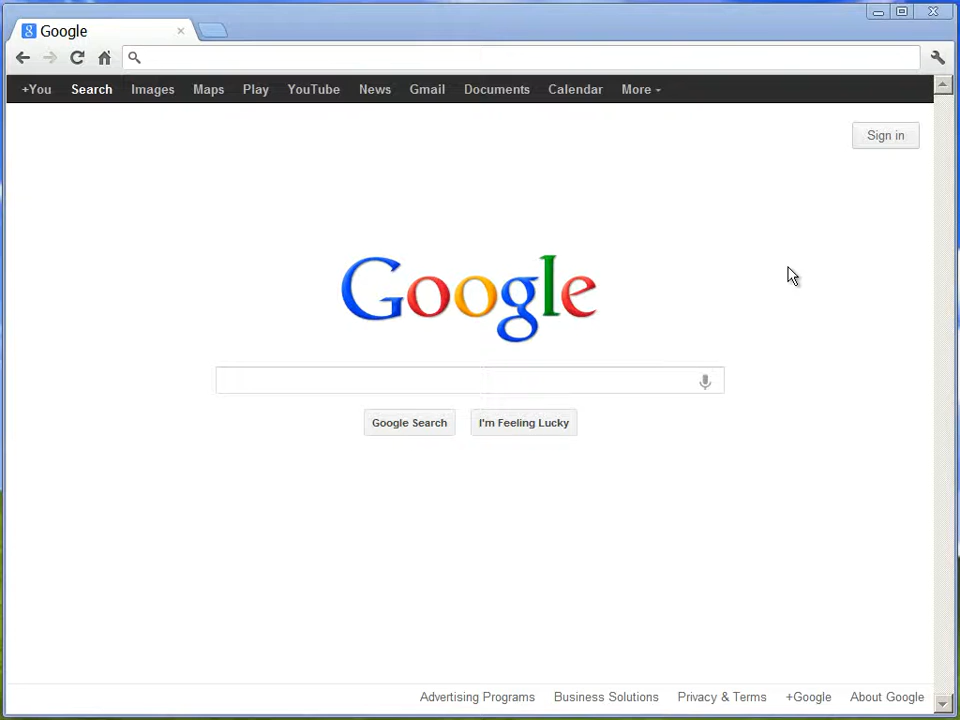 Google
+You Search Images Maps Play YouTube News Gmail Documents Calendar More
Sign in
Google
Google Search I'm Feeling Lucky
Advertising Programs Business Solutions Privacy & Terms +Google About Google